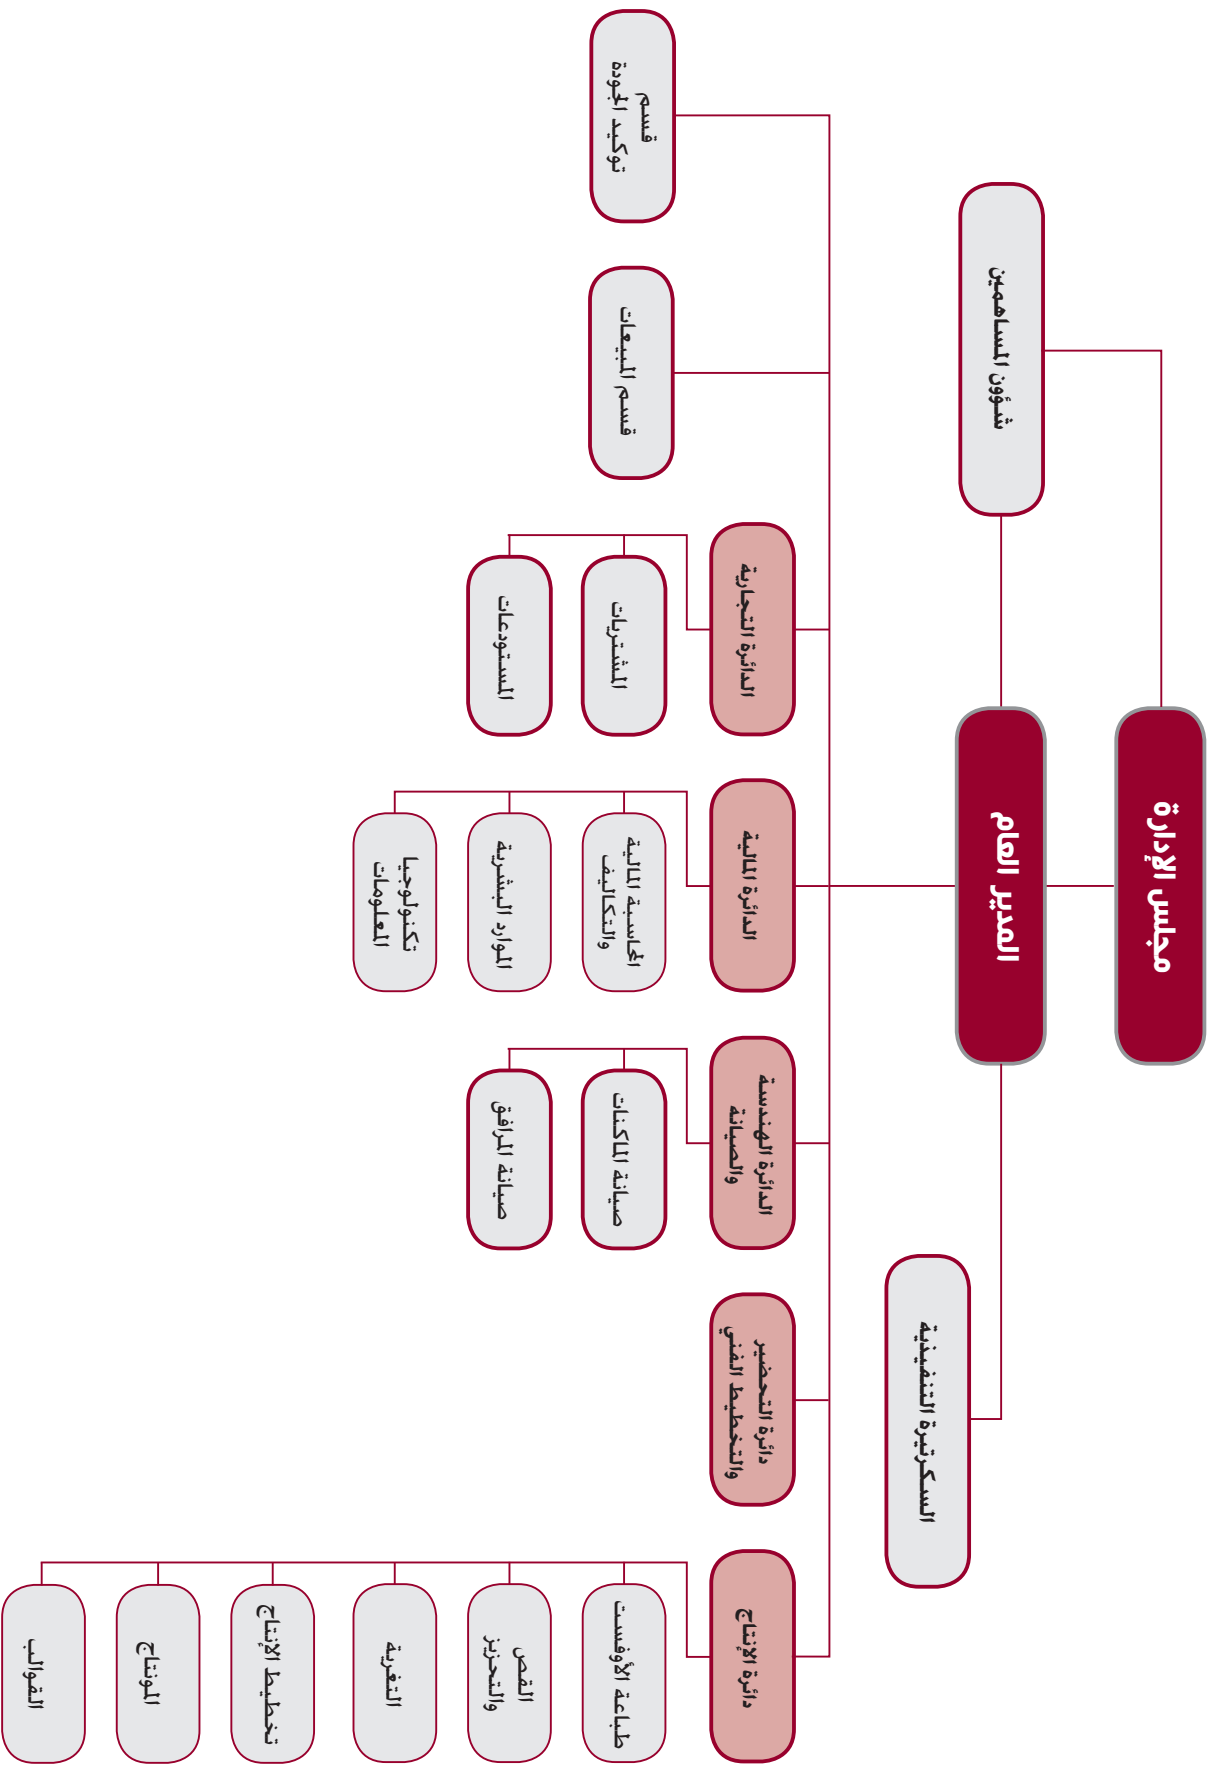 مجلس الإدارة
المدير العام
شؤون المساهمين
السكرتيرة التنفيذية
دائرة الإنتاج
طباعة الأوفست
القص
والتحزيز
التغرية
تخطيط الإنتاج
المونتاج
القوالب
دائرة التحضير
والتخطيط الفني
الدائرة الهندسة
والصيانة
صيانة الماكنات
صيانة المرافق
الدائرة المالية
المحاسبة المالية
والتكاليف
الموارد البشرية
تكنولوجيا
المعلومات
الدائرة التجارية
المشتريات
المستودعات
قسم المبيعات
قسم
توكيد الجودة